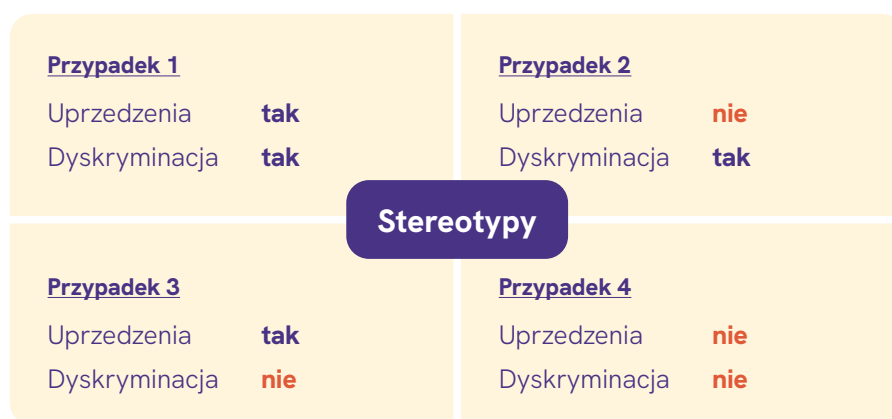 Przypadek 1
Uprzedzenia tak
Dyskryminacja tak
Przypadek 2
Uprzedzenia nie
Dyskryminacja tak
Stereotypy
Przypadek 3
Uprzedzenia tak
Dyskryminacja nie
Przypadek 4
Uprzedzenia nie
Dyskryminacja nie